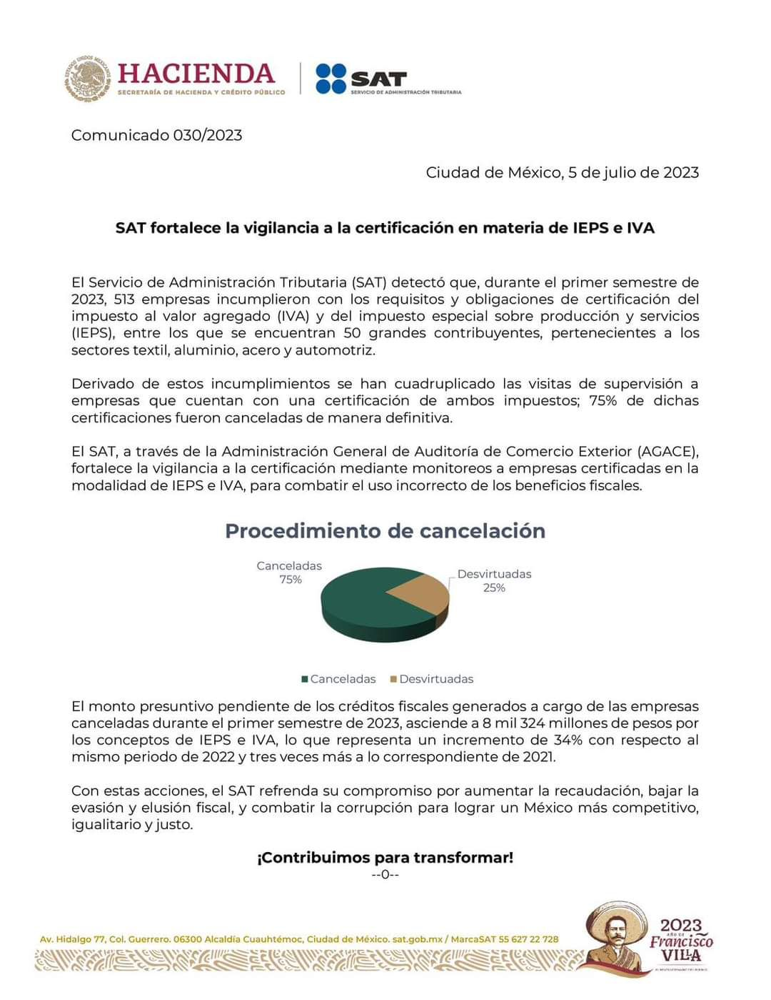 ESTADOS UNIDOS MEXICANOS
HACIENDA
SECRETARÍA DE HACIENDA Y CRÉDITO PÚBLICO
SAT
SERVICIO DE ADMINISTRACIÓN TRIBUTARIA
Comunicado 030/2023
Ciudad de México, 5 de julio de 2023
SAT fortalece la vigilancia a la certificación en materia de IEPS e IVA
El Servicio de Administración Tributaria (SAT) detectó que, durante el primer semestre de
2023, 513 empresas incumplieron con los requisitos y obligaciones de certificación del
impuesto al valor agregado (IVA) y del impuesto especial sobre producción y servicios
(IEPS), entre los que se encuentran 50 grandes contribuyentes, pertenecientes a los
sectores textil, aluminio, acero y automotriz.
Derivado de estos incumplimientos se han cuadruplicado las visitas de supervisión a
empresas que cuentan con una certificación de ambos impuestos; 75% de dichas
certificaciones fueron canceladas de manera definitiva.
El SAT, a través de la Administración General de Auditoría de Comercio Exterior (AGACE),
fortalece la vigilancia a la certificación mediante monitoreos a empresas certificadas en la
modalidad de IEPS e IVA, para combatir el uso incorrecto de los beneficios fiscales.
Procedimiento de cancelación
Canceladas
75%
Desvirtuadas
25%
Canceladas Desvirtuadas
El monto presuntivo pendiente de los créditos fiscales generados a cargo de las empresas
canceladas durante el primer semestre de 2023, asciende a 8 mil 324 millones de pesos por
los conceptos de IEPS e IVA, lo que representa un incremento de 34% con respecto al
mismo periodo de 2022 y tres veces más a lo correspondiente de 2021.
Con estas acciones, el SAT refrenda su compromiso por aumentar la recaudación, bajar la
evasión y elusión fiscal, y combatir la corrupción para lograr un México más competitivo,
igualitario y justo.
¡Contribuimos para transformar!
--0--
Av. Hidalgo 77, Col. Guerrero. 06300 Alcaldía Cuauhtémoc, Ciudad de México. sat.gob.mx / MarcaSAT 55 627 22 728
2023
AÑO DE
Francisco
VILLA
EL REVOLUCIONARIO DEL PUEBLO